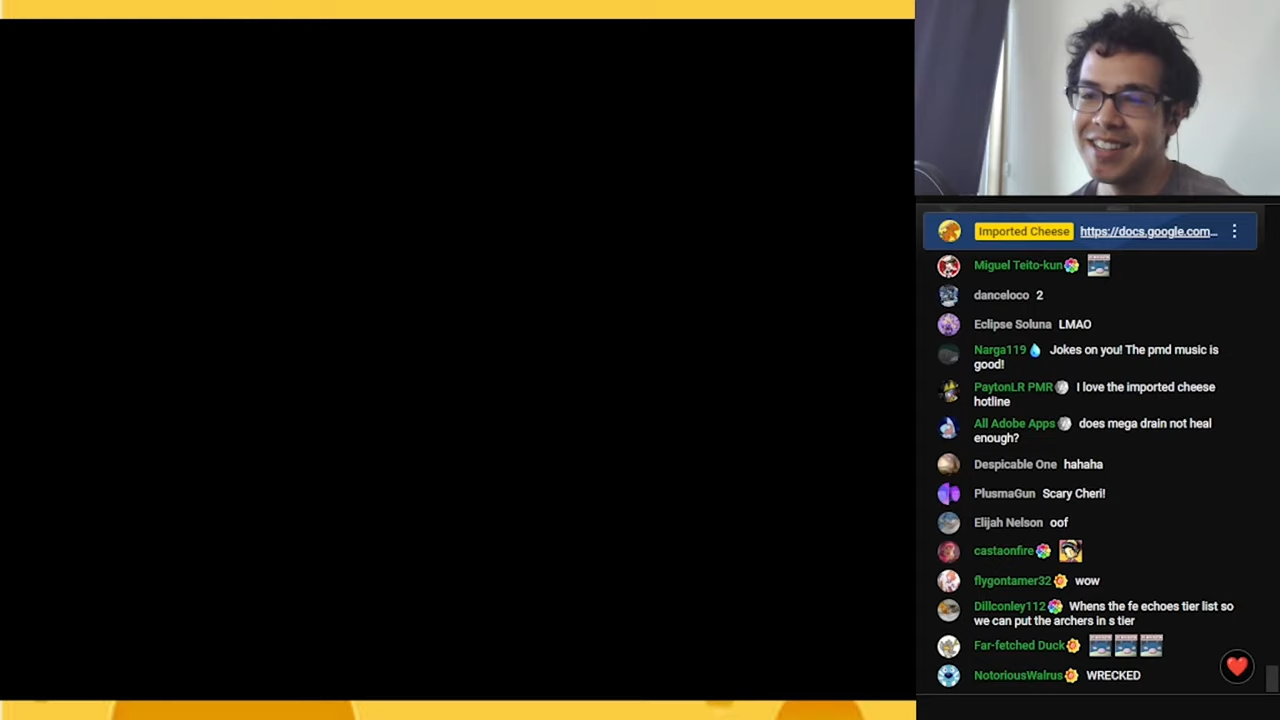 Imported Cheese https://docs.google.com...
Miguel Teito-kun
danceloco 2
Eclipse Soluna LMAO
Narga119 Jokes on you! The pmd music is
good!
PaytonLR PMR I love the imported cheese
hotline
All Adobe Apps does mega drain not heal
enough?
Despicable One hahaha
PlusmaGun Scary Cheri!
Elijah Nelson oof
castaonfire
flygontamer32 wow
Dillconley112 Whens the fe echoes tier list so
we can put the archers in s tier
Far-fetched Duck
NotoriousWalrus WRECKED